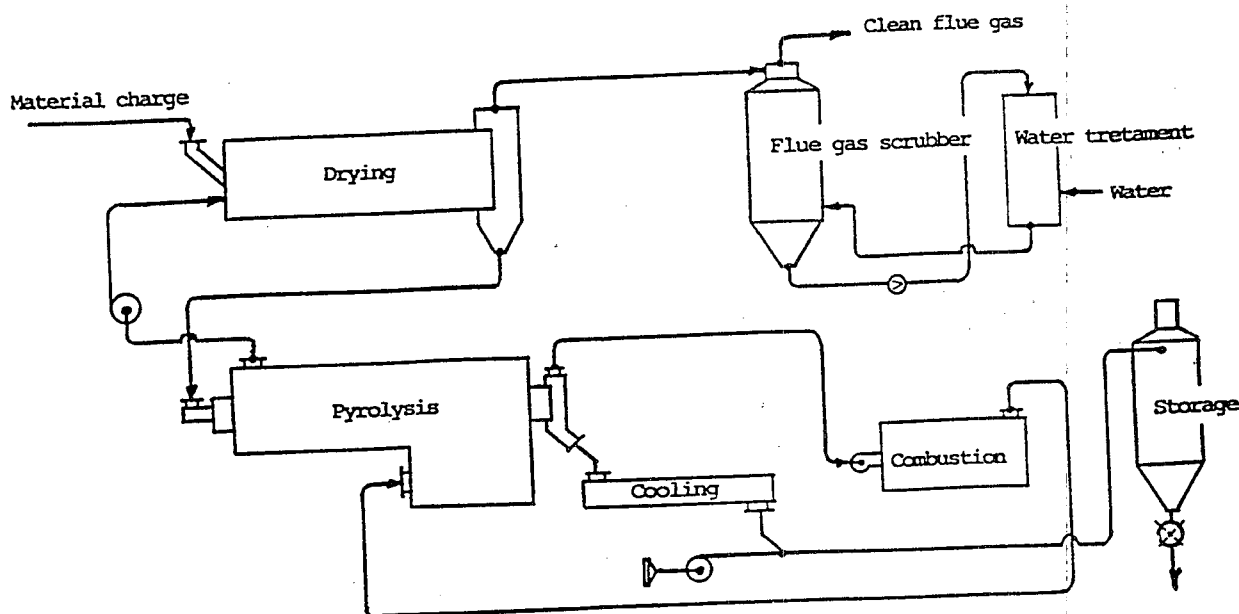 Clean flue gas
Material charge
Flue gas scrubber
Water tretament
Drying
Water
Pyrolysis
Storage
Combustion
Cooling